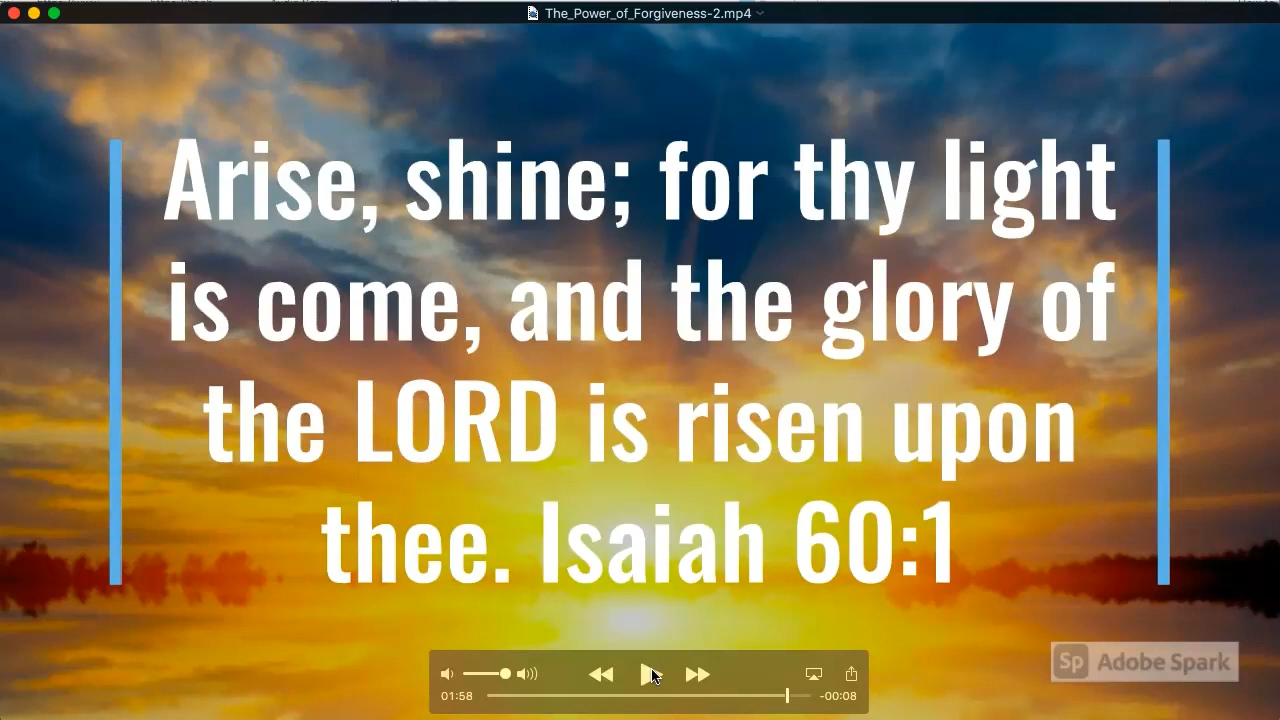 The_Power_of_Forgiveness-2.mp4
Arise, shine; for thy light
is come, and the glory of
the LORD is risen upon
thee. Isaiah 60:1
Sp Adobe Spark
01:58
-00:08